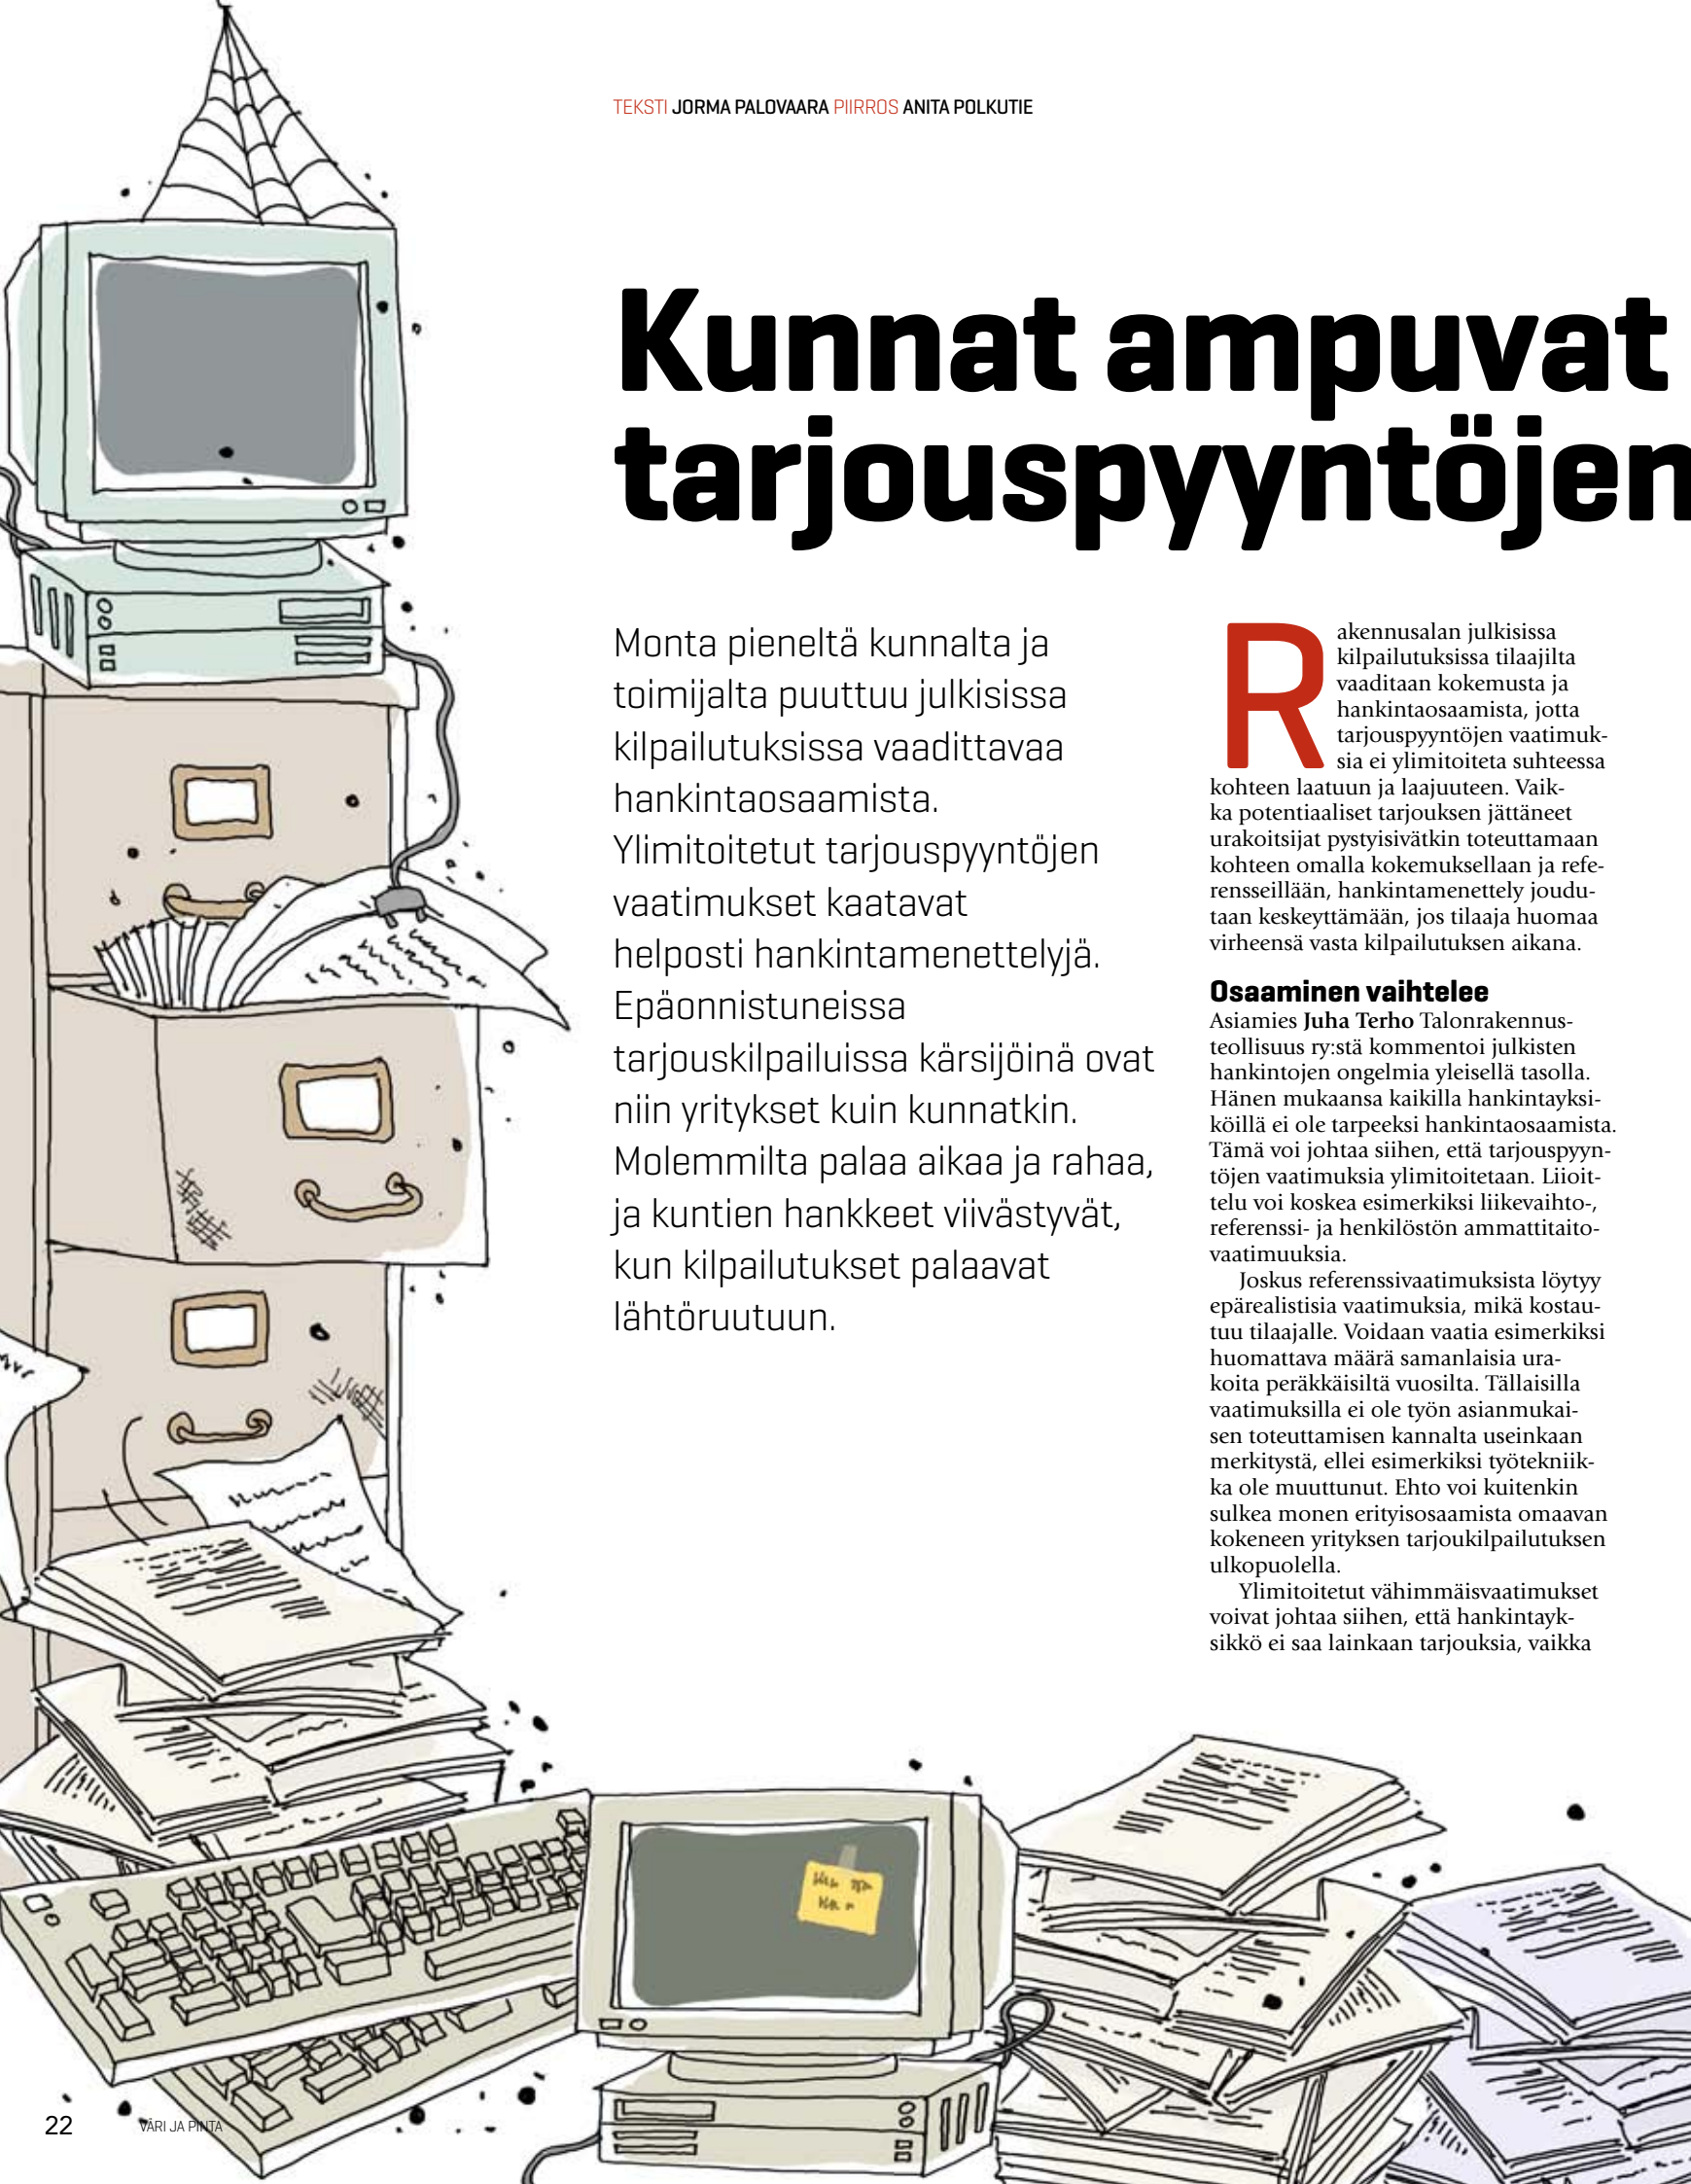 TEKSTI JORMA PALOVAARA PIIRROS ANITA POLKUTIE
Kunnat ampuvat
tarjouspyyntöjen
Monta pieneltä kunnalta ja
toimijalta puuttuu julkisissa
kilpailutuksissa vaadittavaa
hankintaosaamista.
Ylimitoitetut tarjouspyyntöjen
vaatimukset kaatavat
helposti hankintamenettelyjä.
Epäonnistuneissa
tarjouskilpailuissa kärsijöinä ovat
niin yritykset kuin kunnatkin.
Molemmilta palaa aikaa ja rahaa,
ja kuntien hankkeet viivästyvät,
kun kilpailutukset palaavat
lähtöruutuun.
Rakennusalan julkisissa
kilpailutuksissa tilaajilta
vaaditaan kokemusta ja
hankintaosaamista, jotta
tarjouspyyntöjen vaatimuk-
sia ei ylimitoiteta suhteessa
kohteen laatuun ja laajuuteen. Vaik-
ka potentiaaliset tarjouksen jättäneet
urakoitsijat pystyisivätkin toteuttamaan
kohteen omalla kokemuksellaan ja refe-
rensseillään, hankintamenettely joudu-
taan keskeyttämään, jos tilaaja huomaa
virheensä vasta kilpailutuksen aikana.
Osaaminen vaihtelee
Asiamies Juha Terho Talonrakennus-
teollisuus ry:stä kommentoi julkisten
hankintojen ongelmia yleisellä tasolla.
Hänen mukaansa kaikilla hankintayksi-
köillä ei ole tarpeeksi hankintaosaamista.
Tämä voi johtaa siihen, että tarjouspyyn-
töjen vaatimuksia ylimitoitetaan. Liioit-
telu voi koskea esimerkiksi liikevaihto-,
referenssi- ja henkilöstön ammattitaito-
vaatimuuksia.
Joskus referenssivaatimuksista löytyy
epärealistisia vaatimuksia, mikä kostau-
tuu tilaajalle. Voidaan vaatia esimerkiksi
huomattava määrä samanlaisia ura-
koita peräkkäisiltä vuosilta. Tällaisilla
vaatimuksilla ei ole työn asianmukai-
sen toteuttamisen kannalta useinkaan
merkitystä, ellei esimerkiksi työtekniik-
ka ole muuttunut. Ehto voi kuitenkin
sulkea monen erityisosaamista omaavan
kokeneen yrityksen tarjoukilpailutuksen
ulkopuolella.
Ylimitoitetut vähimmäisvaatimukset
voivat johtaa siihen, että hankintayk-
sikkö ei saa lainkaan tarjouksia, vaikka
22
VÄRI JA PINTA